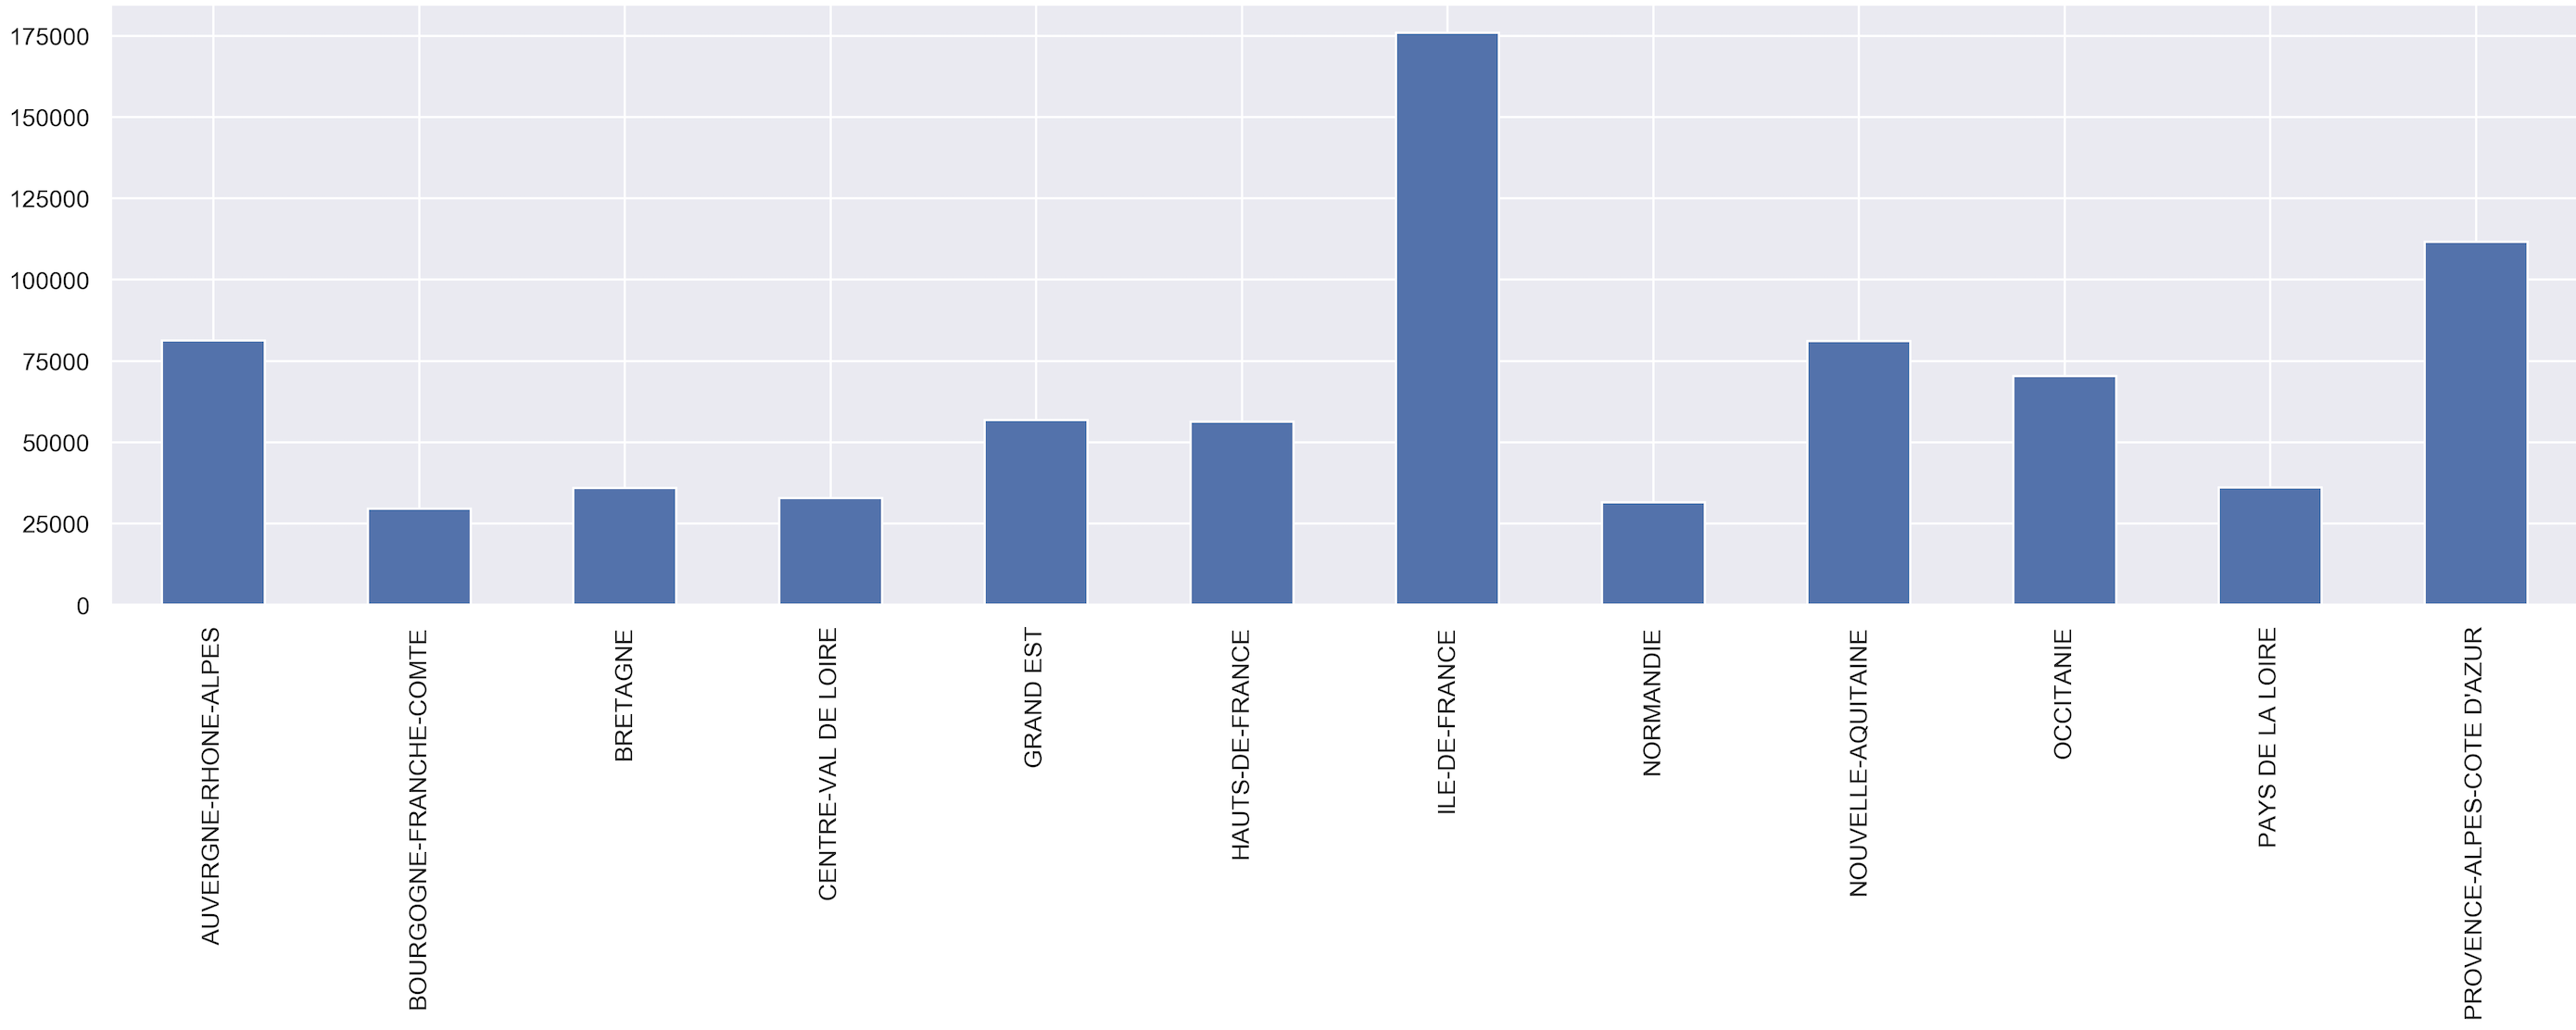 175000
150000
125000
100000
75000
50000
25000
0
AUVERGNE-RHONE-ALPES
BOURGOGNE-FRANCHE-COMTE
BRETAGNE
CENTRE-VAL DE LOIRE
GRAND EST
HAUTS-DE-FRANCE
ILE-DE-FRANCE
NORMANDIE
NOUVELLE-AQUITAINE
OCCITANIE
PAYS DE LA LOIRE
PROVENCE-ALPES-COTE D'AZUR